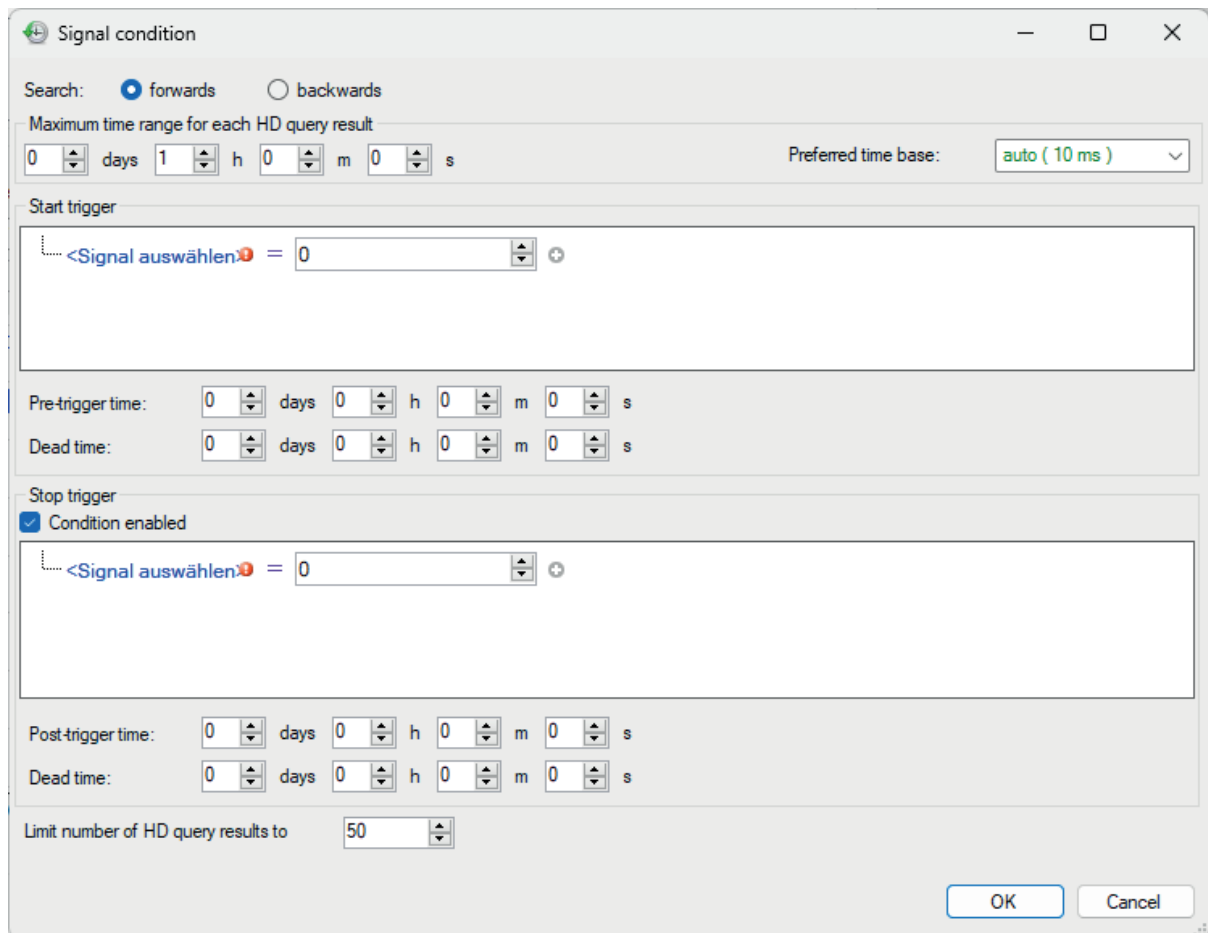 Signal condition
Search: forwards backwards
Maximum time range for each HD query result
0 days 1 h 0 m 0 s Preferred time base: auto ( 10 ms )
Start trigger
<Signal auswählen> = 0
Pre-trigger time: 0 days 0 h 0 m 0 s
Dead time: 0 days 0 h 0 m 0 s
Stop trigger
Condition enabled
<Signal auswählen> = 0
Post-trigger time: 0 days 0 h 0 m 0 s
Dead time: 0 days 0 h 0 m 0 s
Limit number of HD query results to 50
OK Cancel